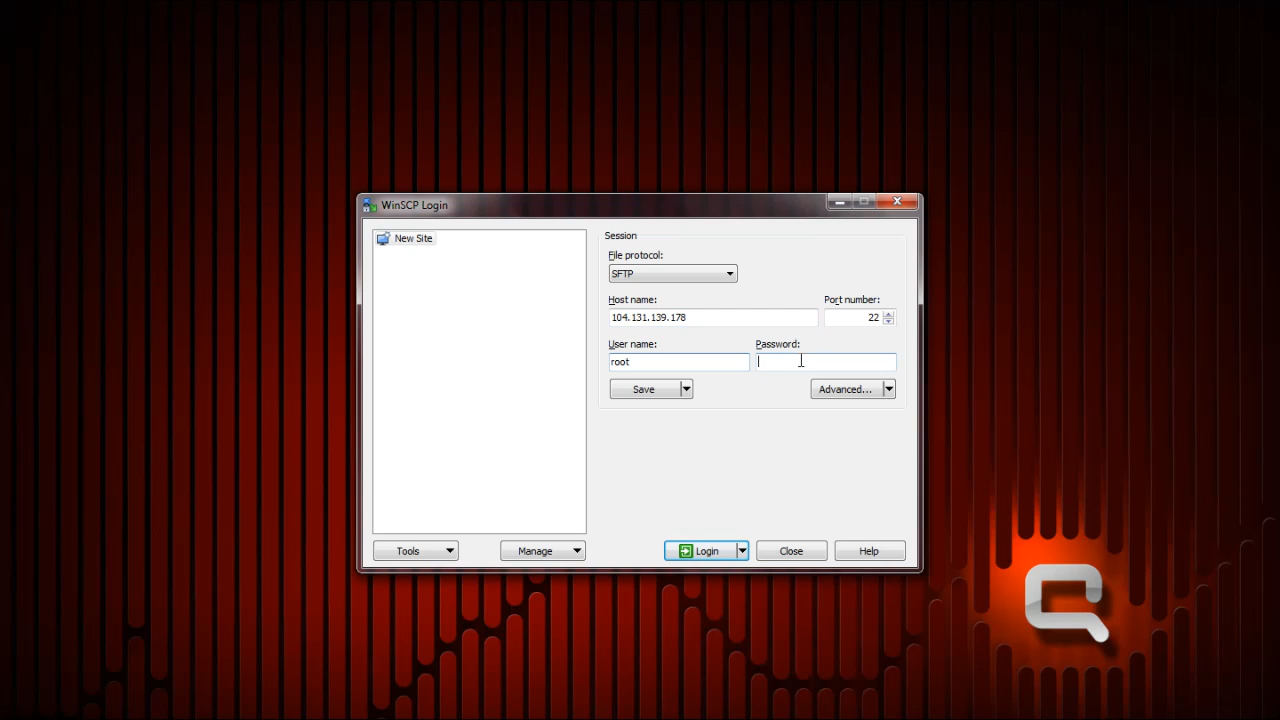 WinSCP Login
New Site
Session
File protocol:
SFTP
Host name:
Port number:
104.131.139.178
22
User name:
Password:
root
Save
Advanced...
Tools
Manage
Login
Close
Help